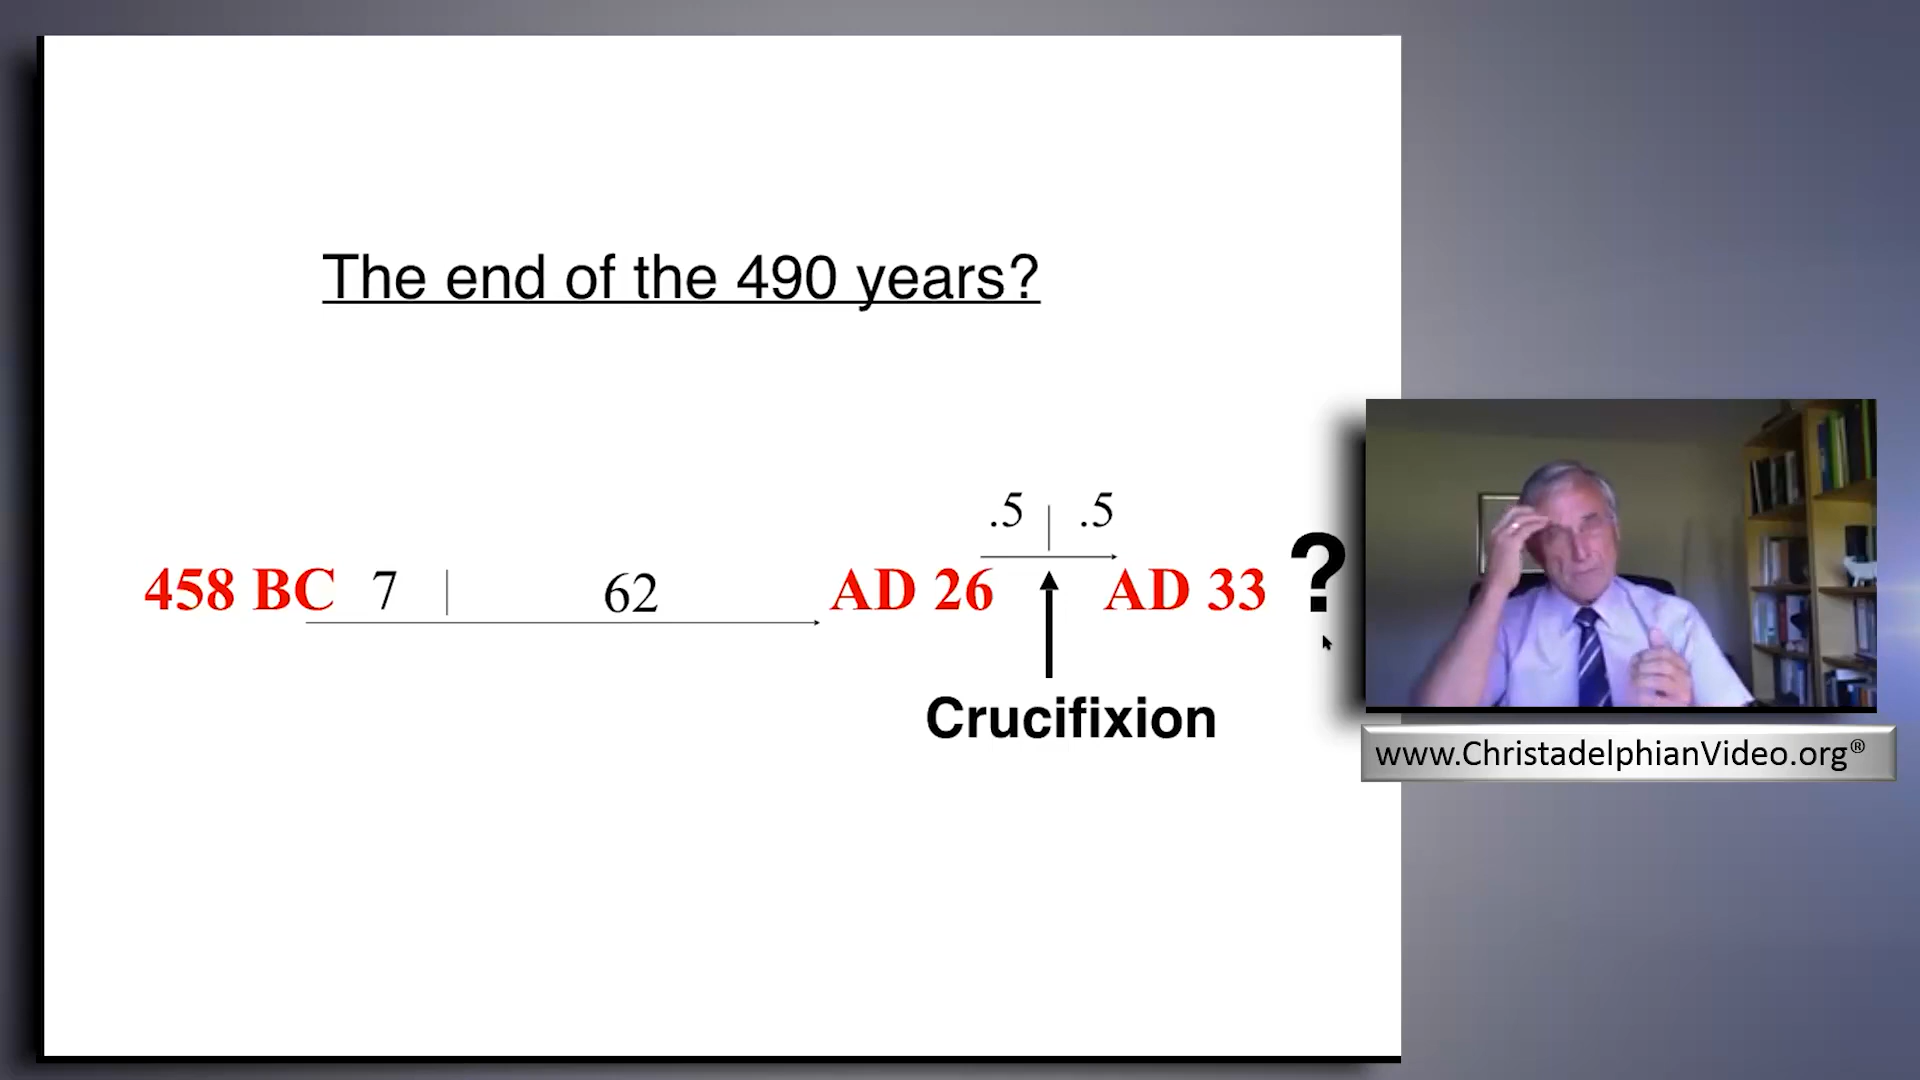 The end of the 490 years?
.5 | .5
458 BC 7 | 62 AD 26 AD 33 ?
Crucifixion
www.ChristadelphianVideo.org®